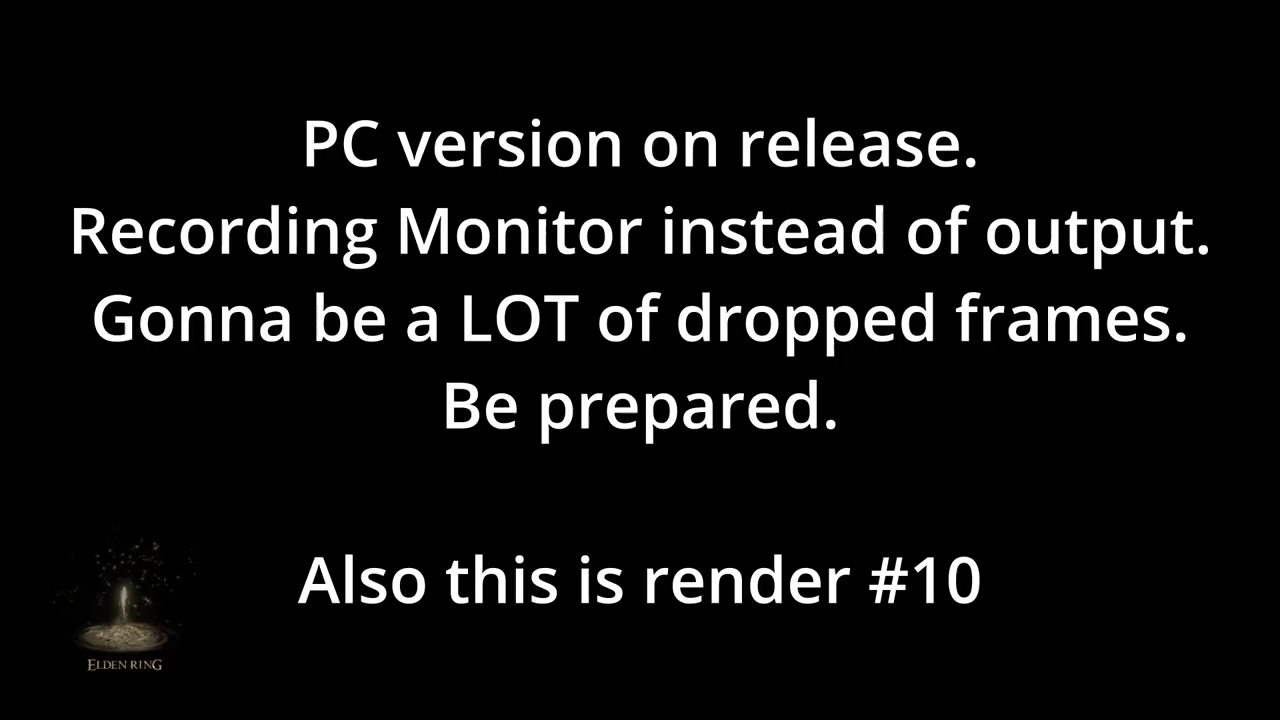 PC version on release.
Recording Monitor instead of output.
Gonna be a LOT of dropped frames.
Be prepared.
Also this is render #10
ELDEN RING